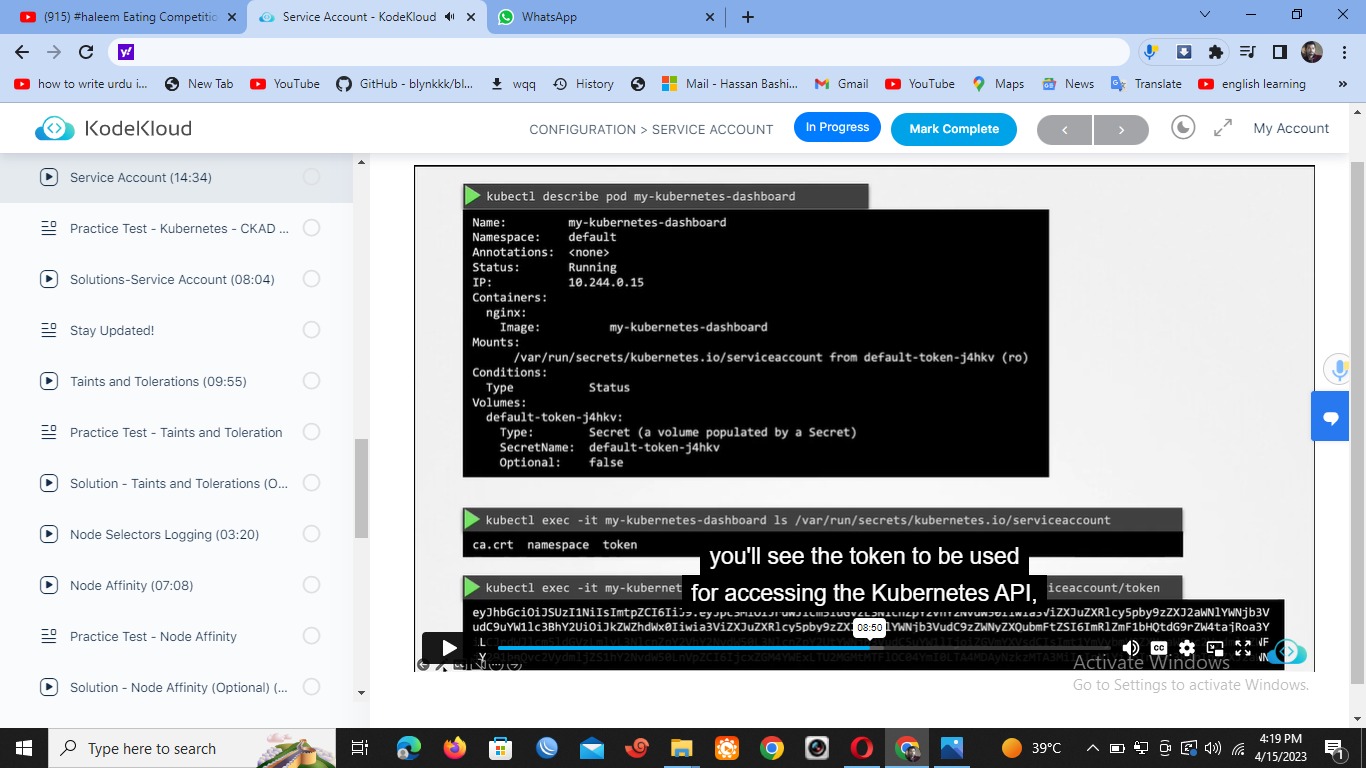 (915) #haleem Eating Competitio
Service Account - KodeKloud
WhatsApp
how to write urdu i...
New Tab
YouTube
GitHub - blynkkk/bl...
wqq
History
Mail - Hassan Bashi...
Gmail
YouTube
Maps
News
Translate
english learning
»
KodeKloud
CONFIGURATION > SERVICE ACCOUNT
In Progress
Mark Complete
My Account
Service Account (14:34)
Practice Test - Kubernetes - CKAD ...
Solutions-Service Account (08:04)
Stay Updated!
Taints and Tolerations (09:55)
Practice Test - Taints and Toleration
Solution - Taints and Tolerations (O...
Node Selectors Logging (03:20)
Node Affinity (07:08)
Practice Test - Node Affinity
Solution - Node Affinity (Optional) (...
kubectl describe pod my-kubernetes-dashboard
Name: my-kubernetes-dashboard
Namespace: default
Annotations: <none>
Status: Running
IP: 10.244.0.15
Containers:
nginx:
Image: my-kubernetes-dashboard
Mounts:
/var/run/secrets/kubernetes.io/serviceaccount from default-token-j4hkv (ro)
Conditions:
Type Status
Volumes:
default-token-j4hkv:
Type: Secret (a volume populated by a Secret)
SecretName: default-token-j4hkv
Optional: false
kubectl exec -it my-kubernetes-dashboard ls /var/run/secrets/kubernetes.io/serviceaccount
ca.crt namespace token
you'll see the token to be used
for accessing the Kubernetes API,
kubectl exec -it my-kubernet
iceaccount/token
08:50
CC
Activate Windows
Go to Settings to activate Windows.
Type here to search
39°C
4:19 PM
4/15/2023
1